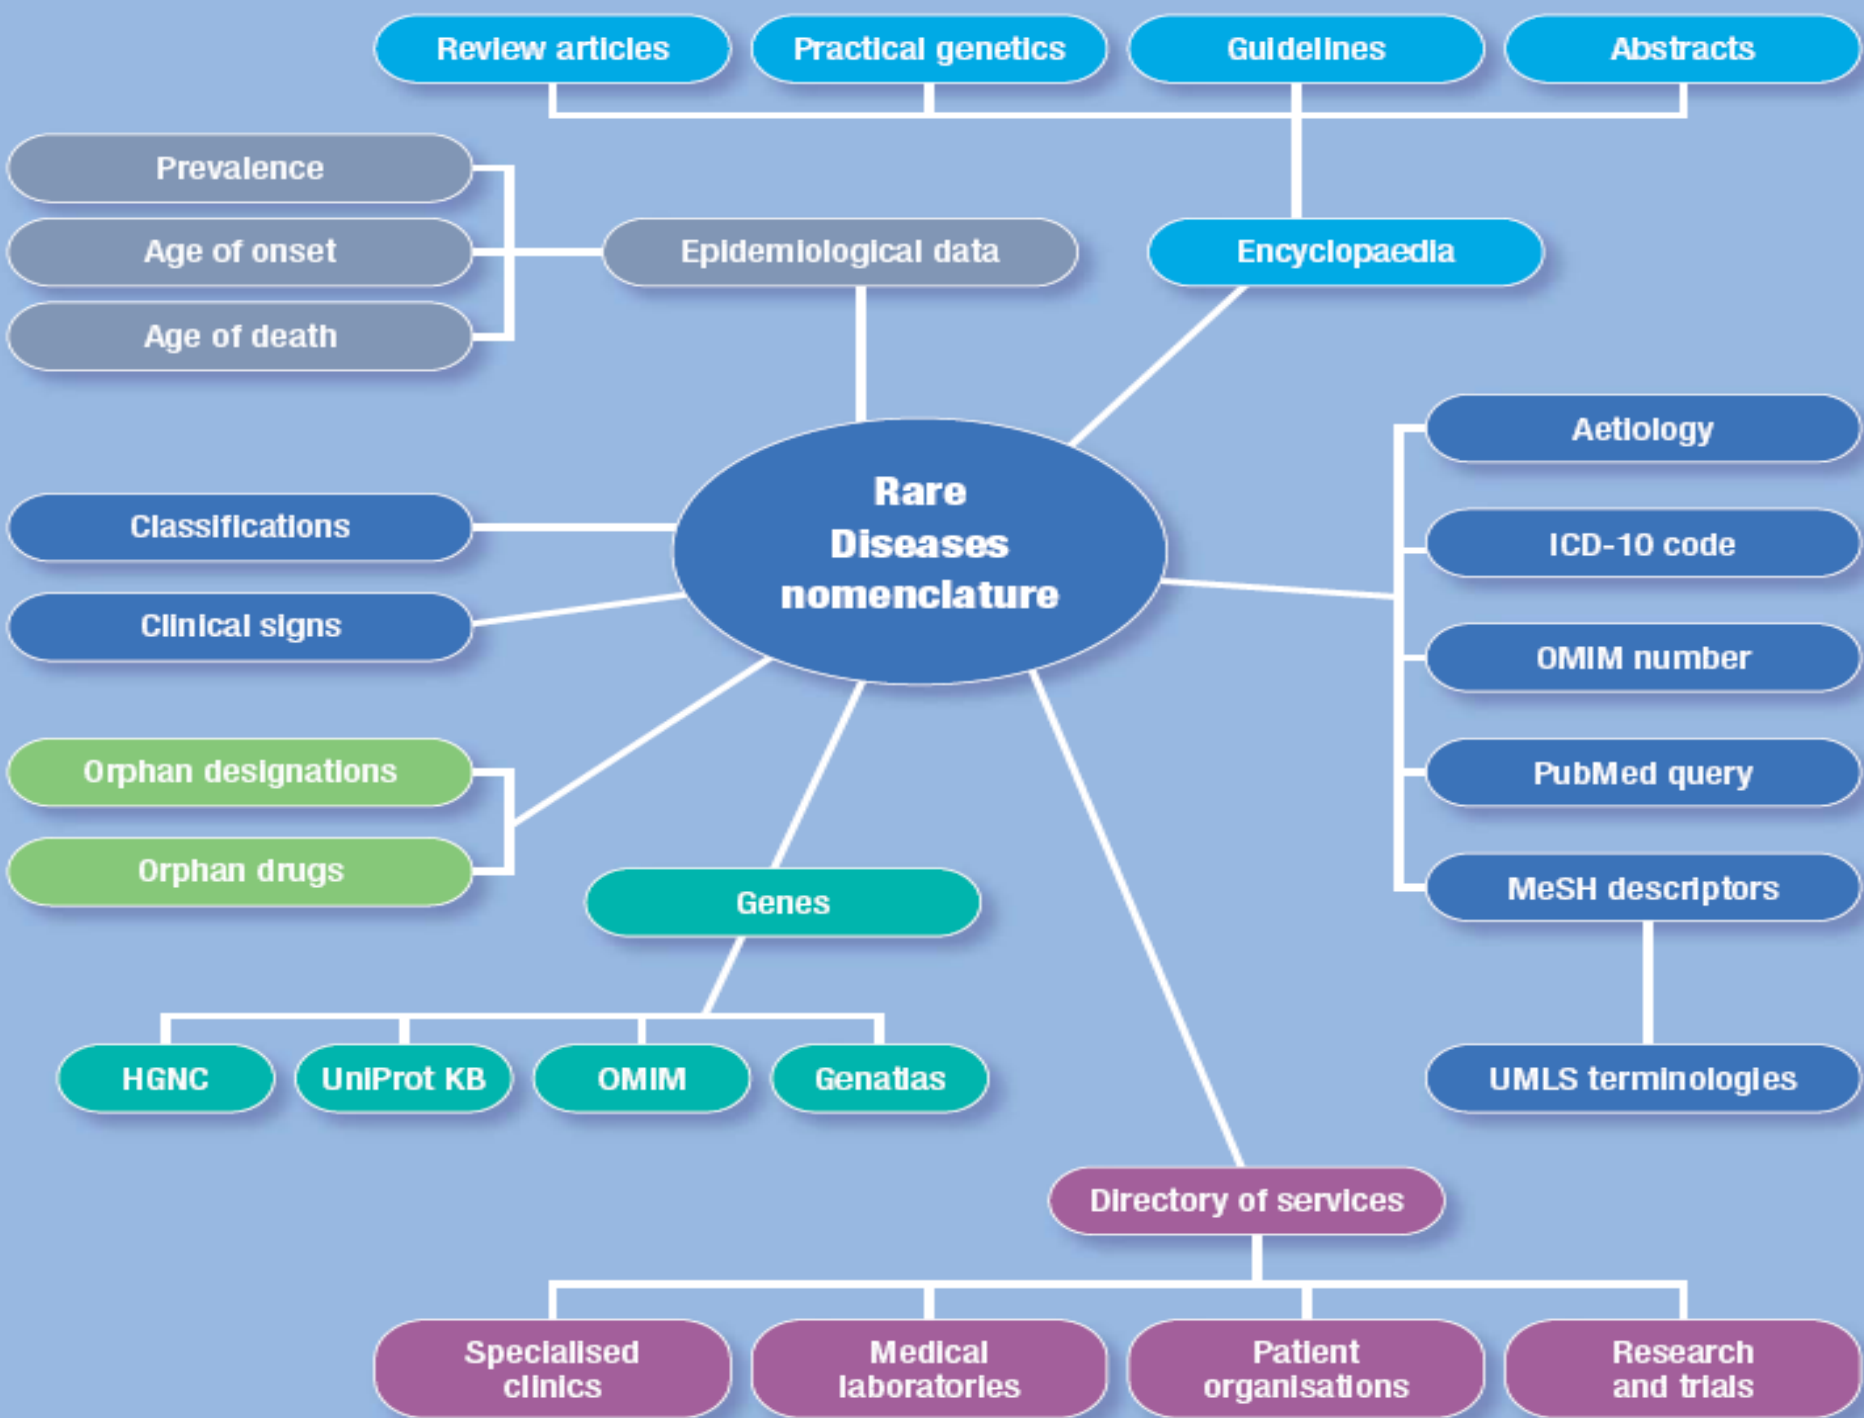 Review articles
Practical genetics
Guidelines
Abstracts
Prevalence
Age of onset
Age of death
Epidemiological data
Encyclopaedia
Rare
Diseases
nomenclature
Classifications
Clinical signs
Aetiology
ICD-10 code
OMIM number
PubMed query
MeSH descriptors
UMLS terminologies
Orphan designations
Orphan drugs
Genes
HGNC
UniProt KB
OMIM
Genatlas
Directory of services
Specialised
clinics
Medical
laboratories
Patient
organisations
Research
and trials